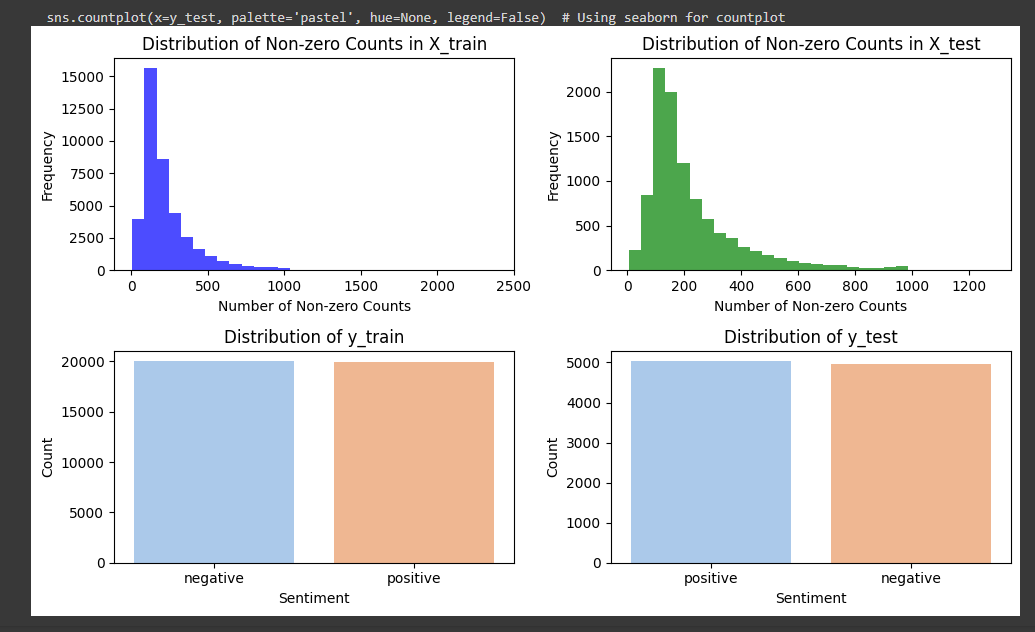 sns.countplot(x=y_test, palette='pastel', hue=None, legend=False)  # Using seaborn for countplot
Distribution of Non-zero Counts in X_train
15000
12500
10000
7500
5000
2500
0
Frequency
0 500 1000 1500 2000 2500
Number of Non-zero Counts
Distribution of Non-zero Counts in X_test
2000
1500
1000
500
0
Frequency
0 200 400 600 800 1000 1200
Number of Non-zero Counts
Distribution of y_train
20000
15000
10000
5000
0
Count
negative positive
Sentiment
Distribution of y_test
5000
4000
3000
2000
1000
0
Count
positive negative
Sentiment